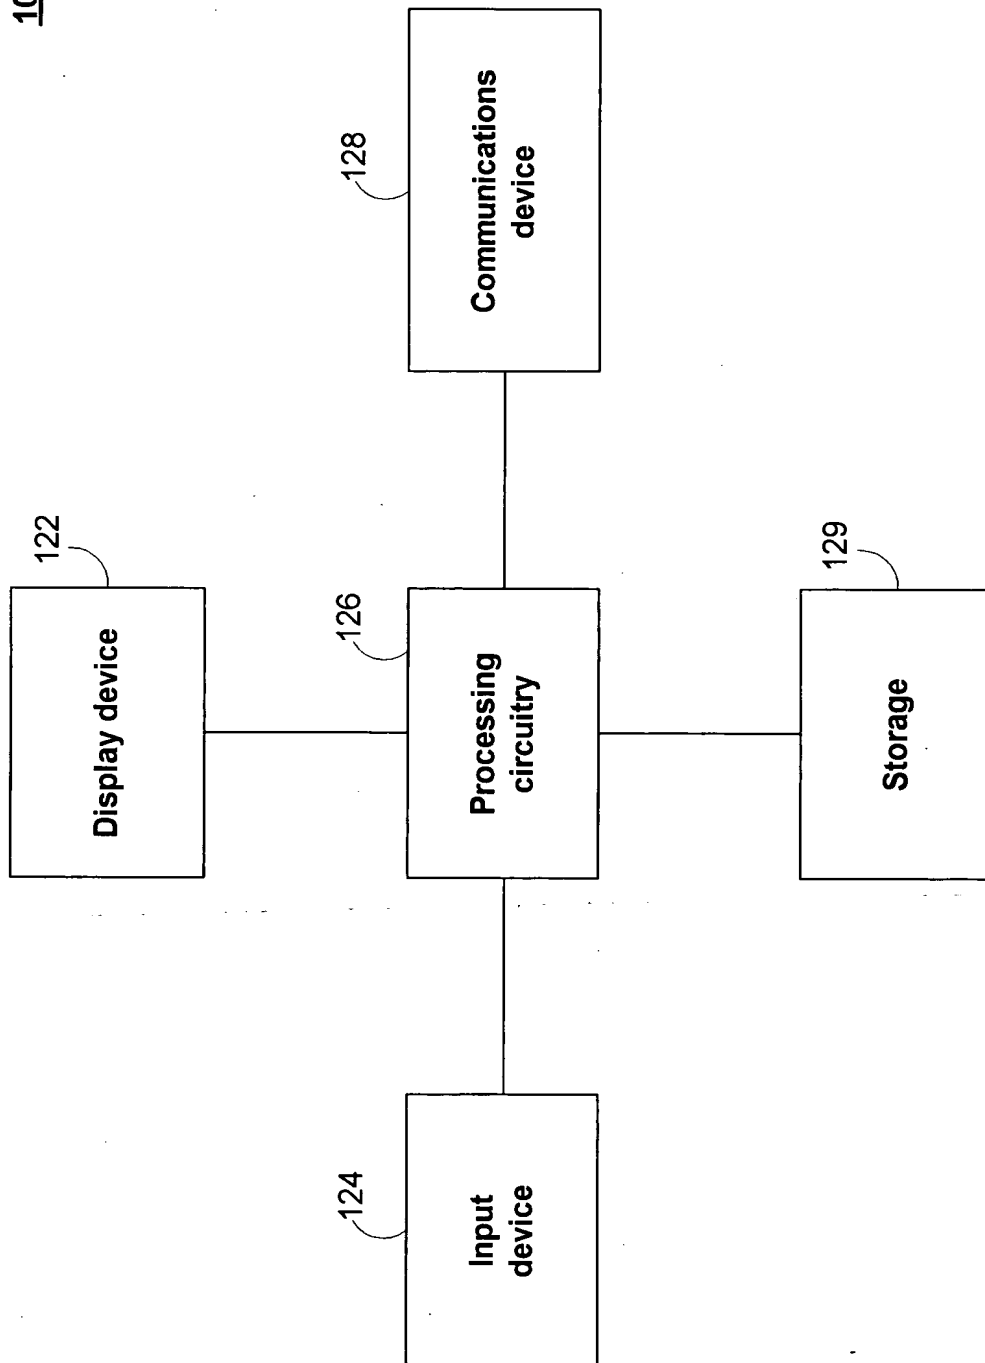 122
Display device
124
Input
device
126
Processing
circuitry
128
Communications
device
129
Storage